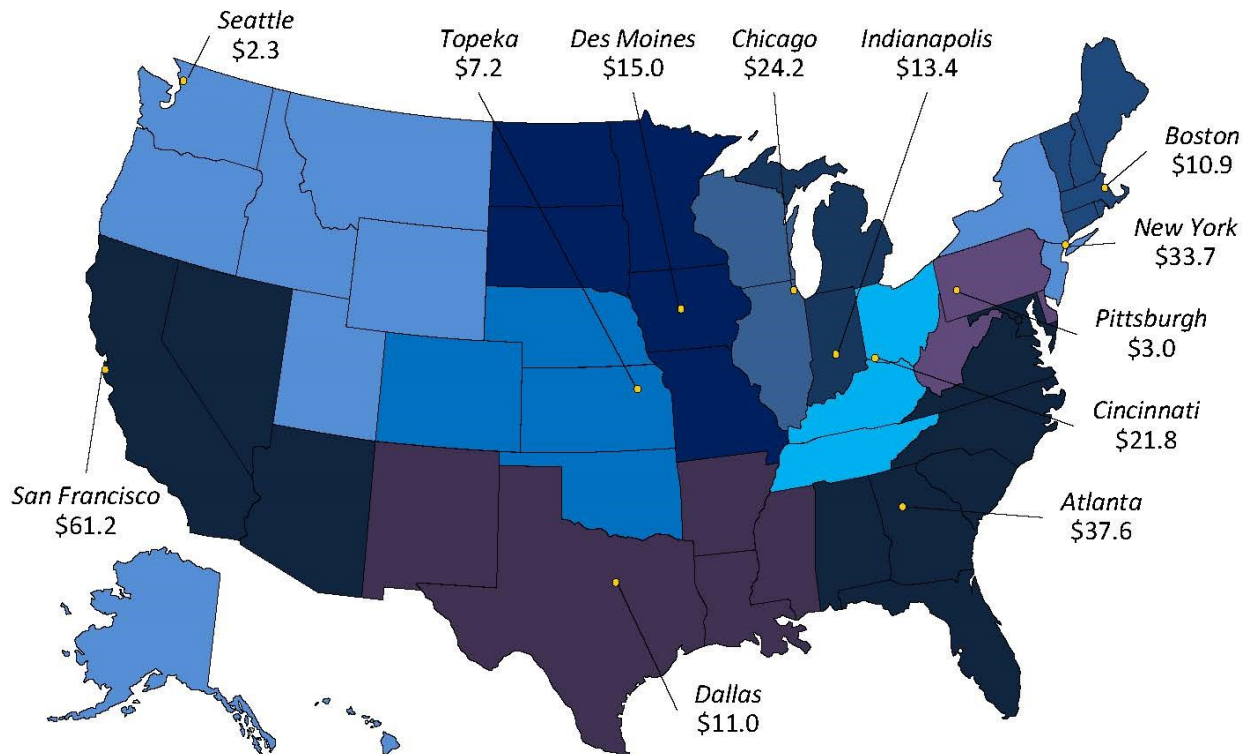 Seattle
$2.3
Topeka
$7.2
Des Moines
$15.0
Chicago
$24.2
Indianapolis
$13.4
Boston
$10.9
New York
$33.7
Pittsburgh
$3.0
Cincinnati
$21.8
San Francisco
$61.2
Atlanta
$37.6
Dallas
$11.0